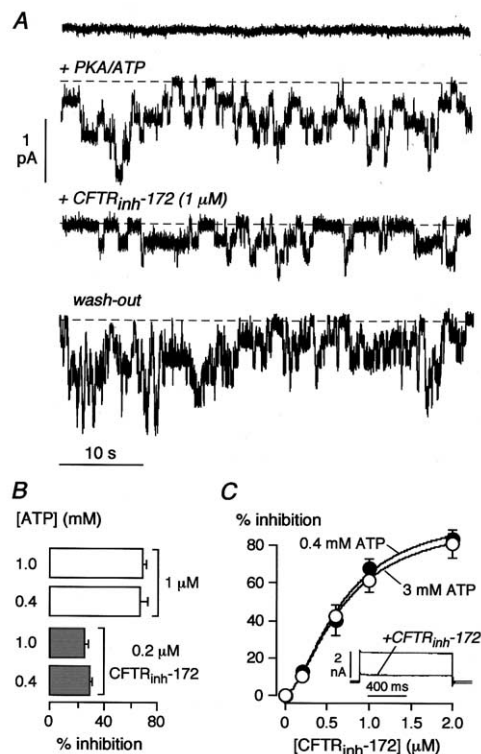 A
+ PKA/ATP
1
pA
+ CFTRinh-172 (1 μM)
wash-out
10 s
B
[ATP] (mM)
1.0
0.4
1 μM
1.0
0.4
0.2 μM
CFTRinh-172
0 20 40 60 80
% inhibition
C
% inhibition
80
60
40
20
0
0.4 mM ATP
3 mM ATP
+CFTRinh-172
2
nA
400 ms
0.0 0.5 1.0 1.5 2.0
[CFTRinh-172] (μM)